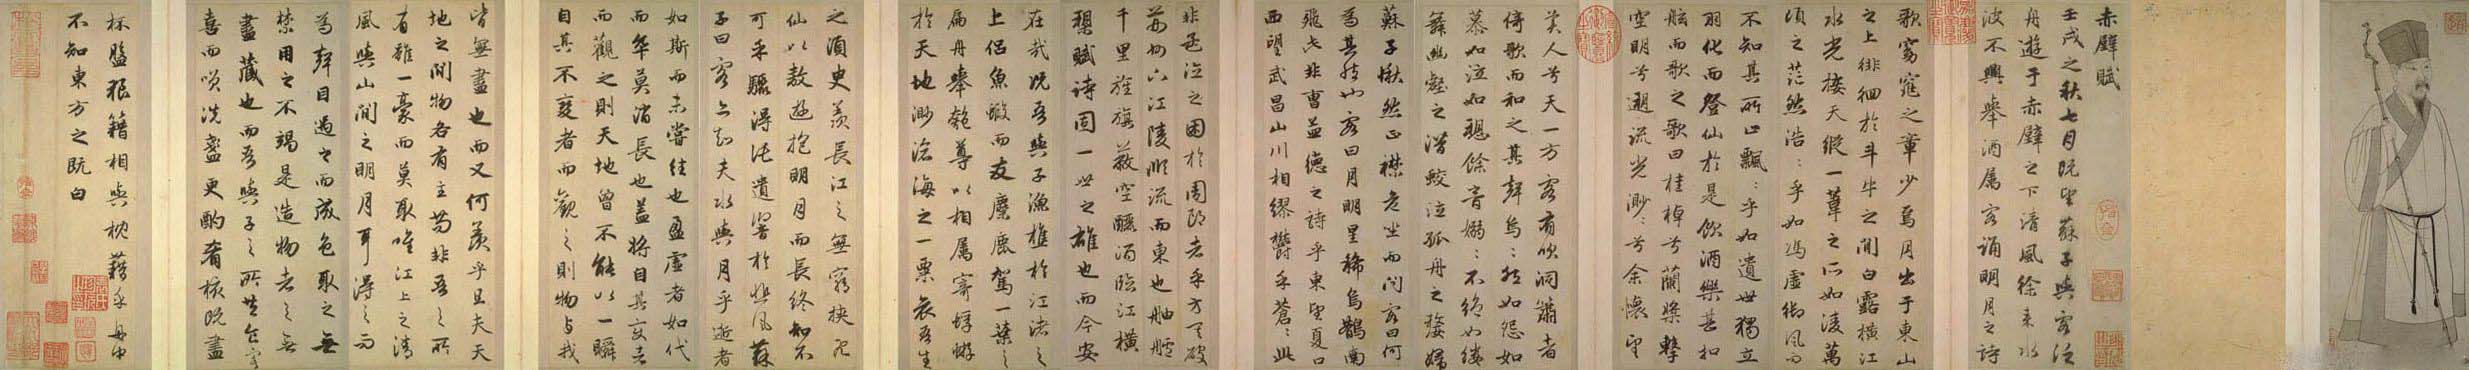 赤壁賦
壬戌之秋七月既望蘇子與客泛
舟遊于赤壁之下清風徐来水
波不興舉酒属客誦明月之詩
歌窈窕之章少焉月出于東山
之上徘徊於斗牛之間白露橫江
水光接天縱一葦之所如凌萬
頃之茫然浩〻乎如馮虛御風而
不知其所止飄〻乎如遺世獨立
羽化而登仙於是飲酒樂甚扣
舷而歌之歌曰桂棹兮蘭槳擊
空明兮遡流光渺〻兮余懷望
美人兮天一方客有吹洞簫者
倚歌而和之其聲嗚〻然如怨如
慕如泣如餘音嫋〻不絕如縷
舞幽壑之潛蛟泣孤舟之嫠婦
蘇子愀然正襟危坐而問客曰何
為其然也客曰月明星稀烏鵲南
飛此非曹孟德之詩乎東望夏口
西望武昌山川相繆鬱乎蒼〻此
非孟德之困於周郎者乎方其破
荊州下江陵順流而東也舳艫
千里旌旗蔽空釃酒臨江橫
槊賦詩固一世之雄也而今安
在哉況吾與子漁樵於江渚之
上侶魚蝦而友麋鹿駕一葉之
扁舟舉匏尊以相属寄蜉蝣
於天地渺滄海之一粟哀吾生
之須臾羨長江之無窮挾飛
仙以遨遊抱明月而長終知不
可乎驟得託遺響於悲風蘇
子曰客亦知夫水與月乎逝者
如斯而未嘗往也盈虛者如代
而卒莫消長也蓋將自其變者
而觀之則天地曾不能以一瞬
自其不變者而觀之則物与我
皆無盡也而又何羨乎且夫天
地之間物各有主苟非吾之所
有雖一豪而莫取唯江上之清
風與山間之明月耳得之而
為聲目遇之而成色取之無
禁用之不竭是造物者之無
盡藏也而吾與子之所共食客
喜而笑洗盞更酌肴核既盡
杯盤狼籍相與枕藉乎舟中
不知東方之既白